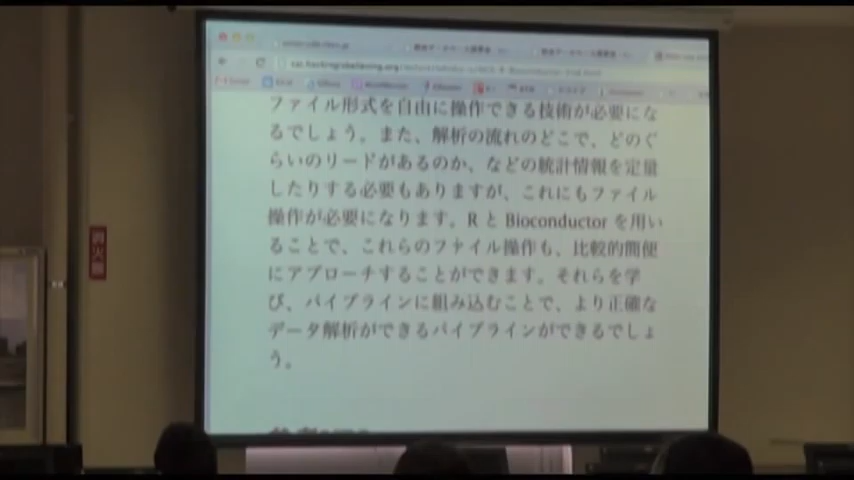 ファイル形式を自由に操作できる技術が必要にな
るでしょう。また、解析の流れのどこで、どのぐ
らいのリードがあるのか、などの統計情報を定量
したりする必要もありますが、これにもファイル
操作が必要になります。R と Bioconductor を用い
ることで、これらのファイル操作も、比較的簡便
にアプローチすることができます。それらを学
び、パイプラインに組み込むことで、より正確な
データ解析ができるパイプラインができるでしょ
う。
消火器